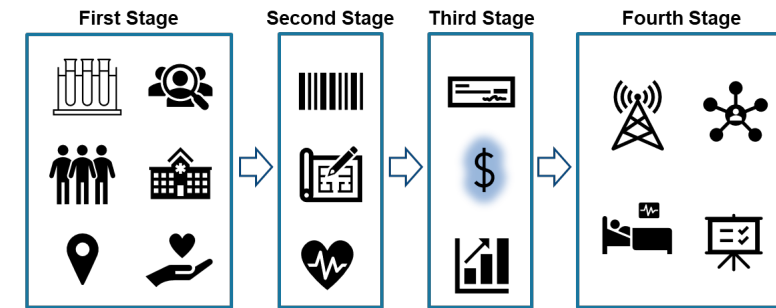 First Stage
Second Stage
Third Stage
Fourth Stage
$